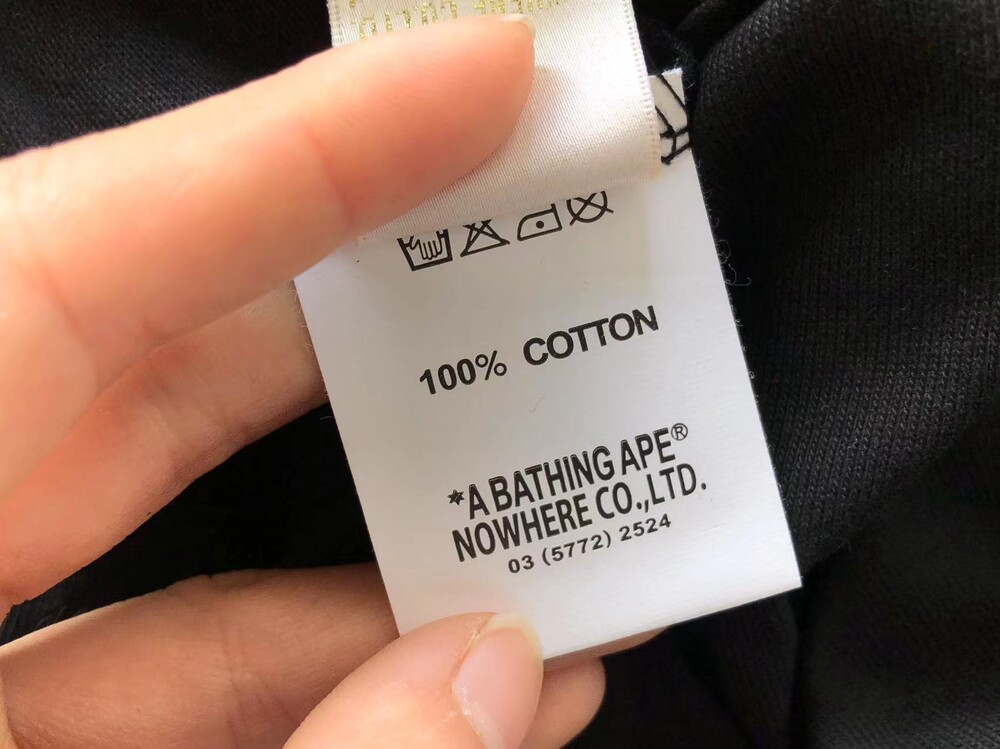 100% COTTON
*A BATHING APE®
NOWHERE CO.,LTD.
03 (5772) 2524